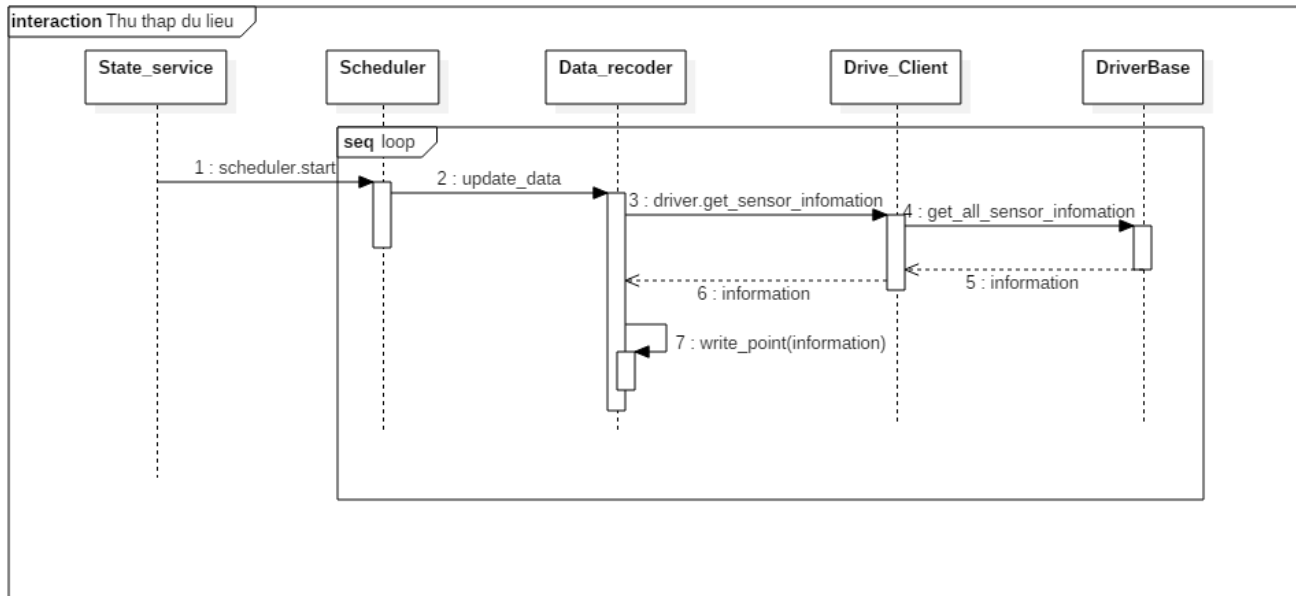 interaction Thu thap du lieu
State_service
Scheduler
Data_recoder
Drive_Client
DriverBase
seq loop
1 : scheduler.start
2 : update_data
3 : driver.get_sensor_infomation
4 : get_all_sensor_infomation
5 : information
6 : information
7 : write_point(information)